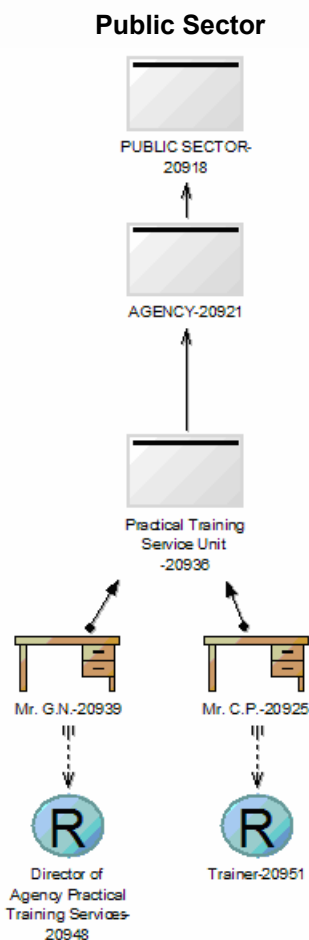 Public Sector
PUBLIC SECTOR-
20918
AGENCY-20921
Practical Training
Service Unit
-20936
Mr. G.N.-20939
Mr. C.P.-20925
R
R
Director of
Agency Practical
Training Services-
20948
Trainer-20951